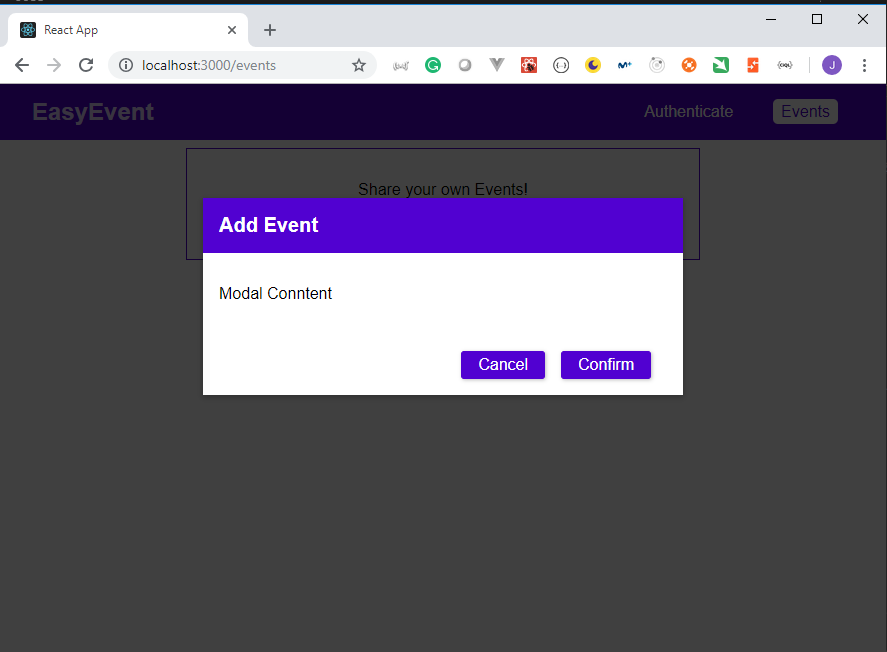 React App
localhost:3000/events
J
EasyEvent
Authenticate
Events
Share your own Events!
Add Event
Modal Conntent
Cancel
Confirm